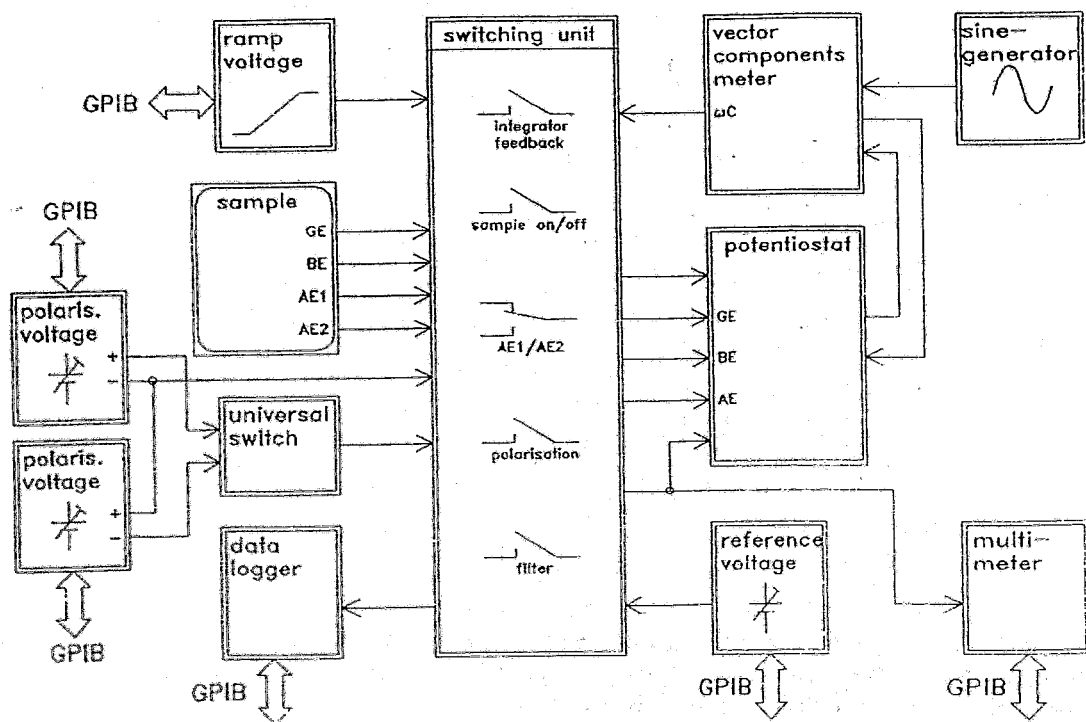 ramp
voltage
GPIB
switching unit
integrator
feedback
sample on/off
AE1/AE2
polarisation
filter
vector
components
meter
ωC
sine-
generator
GPIB
sample
GE
BE
AE1
AE2
potentiostat
GE
BE
AE
polaris.
voltage
+
−
universal
switch
polaris.
voltage
+
−
GPIB
data
logger
GPIB
reference
voltage
GPIB
multi-
meter
GPIB